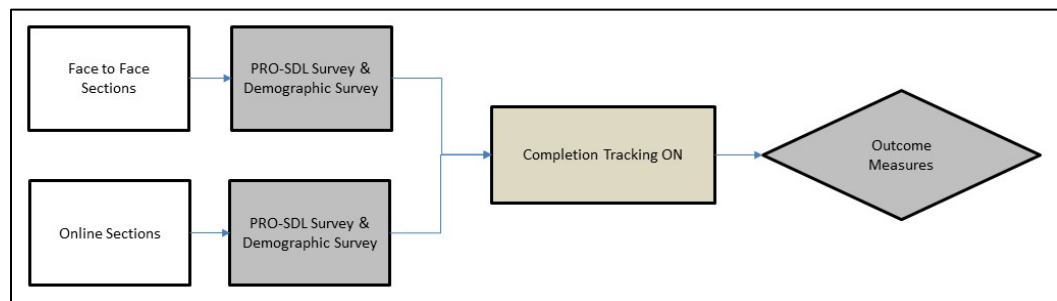 Face to Face
Sections
PRO-SDL Survey &
Demographic Survey
Completion Tracking ON
Outcome
Measures
Online Sections
PRO-SDL Survey &
Demographic Survey